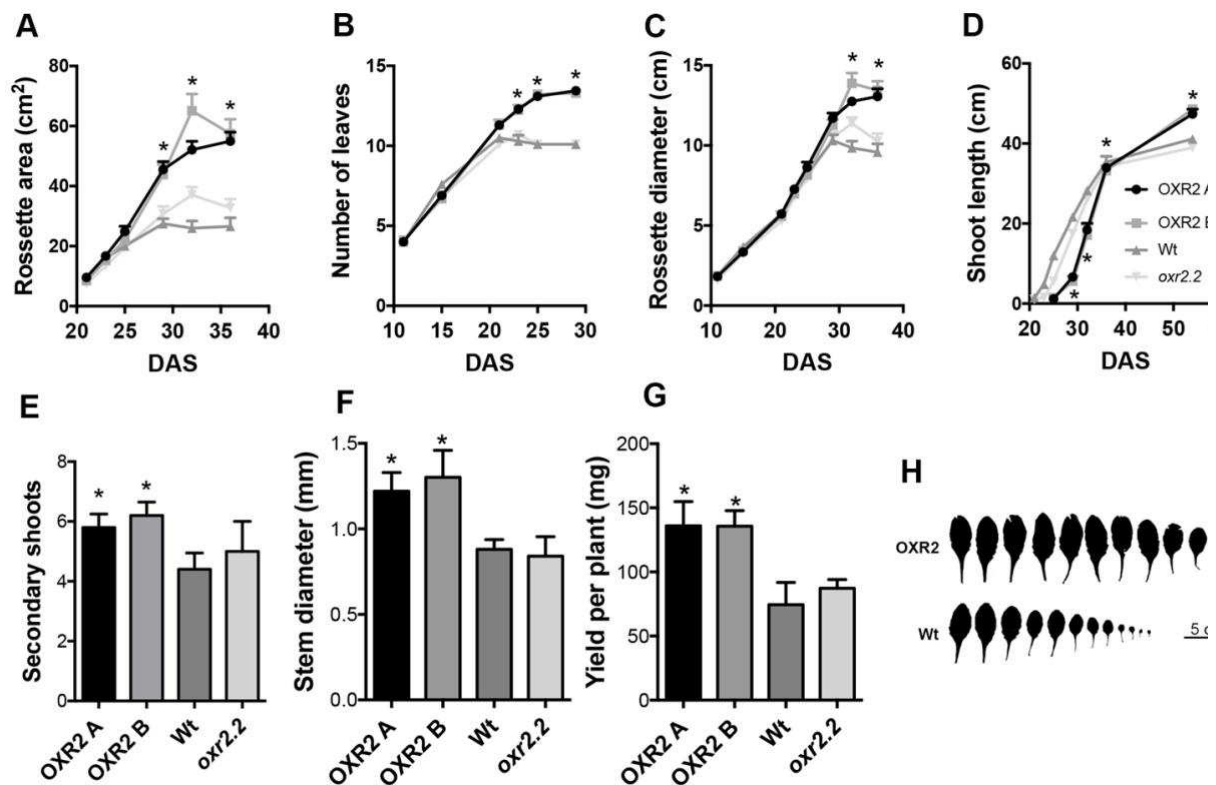 A
Rossette area (cm²)
80
60
40
20
0
20
25
30
35
40
DAS
*
*
*
B
Number of leaves
15
10
5
0
10
15
20
25
30
DAS
*
*
*
C
Rossette diameter (cm)
15
10
5
0
10
20
30
40
DAS
*
*
D
Shoot length (cm)
60
40
20
0
20
30
40
50
DAS
*
*
*
*
OXR2 A
OXR2 B
Wt
oxr2.2
E
Secondary shoots
8
6
4
2
0
*
*
OXR2 A
OXR2 B
Wt
oxr2.2
F
Stem diameter (mm)
1.5
1.0
0.5
0.0
*
*
OXR2 A
OXR2 B
Wt
oxr2.2
G
Yield per plant (mg)
200
150
100
50
0
*
*
OXR2 A
OXR2 B
Wt
oxr2.2
H
OXR2
Wt
5 c